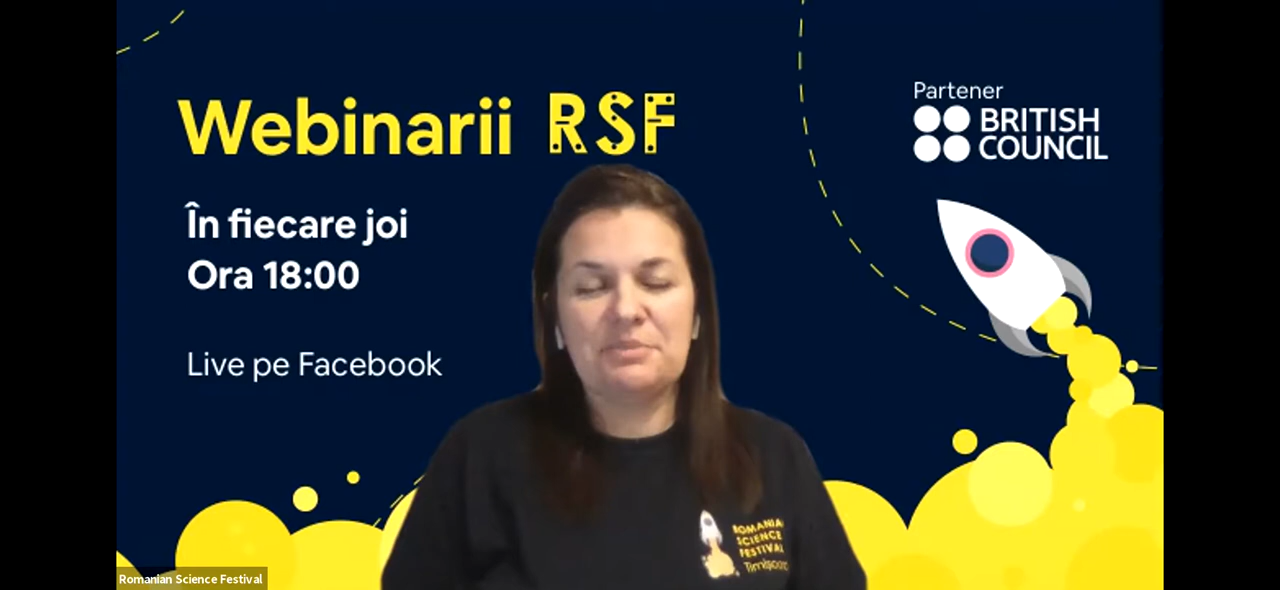 Webinarii RSF
Partener
BRITISH
COUNCIL
În fiecare joi
Ora 18:00
Live pe Facebook
ROMANIAN
SCIENCE
FESTIVAL
Timișoara
Romanian Science Festival